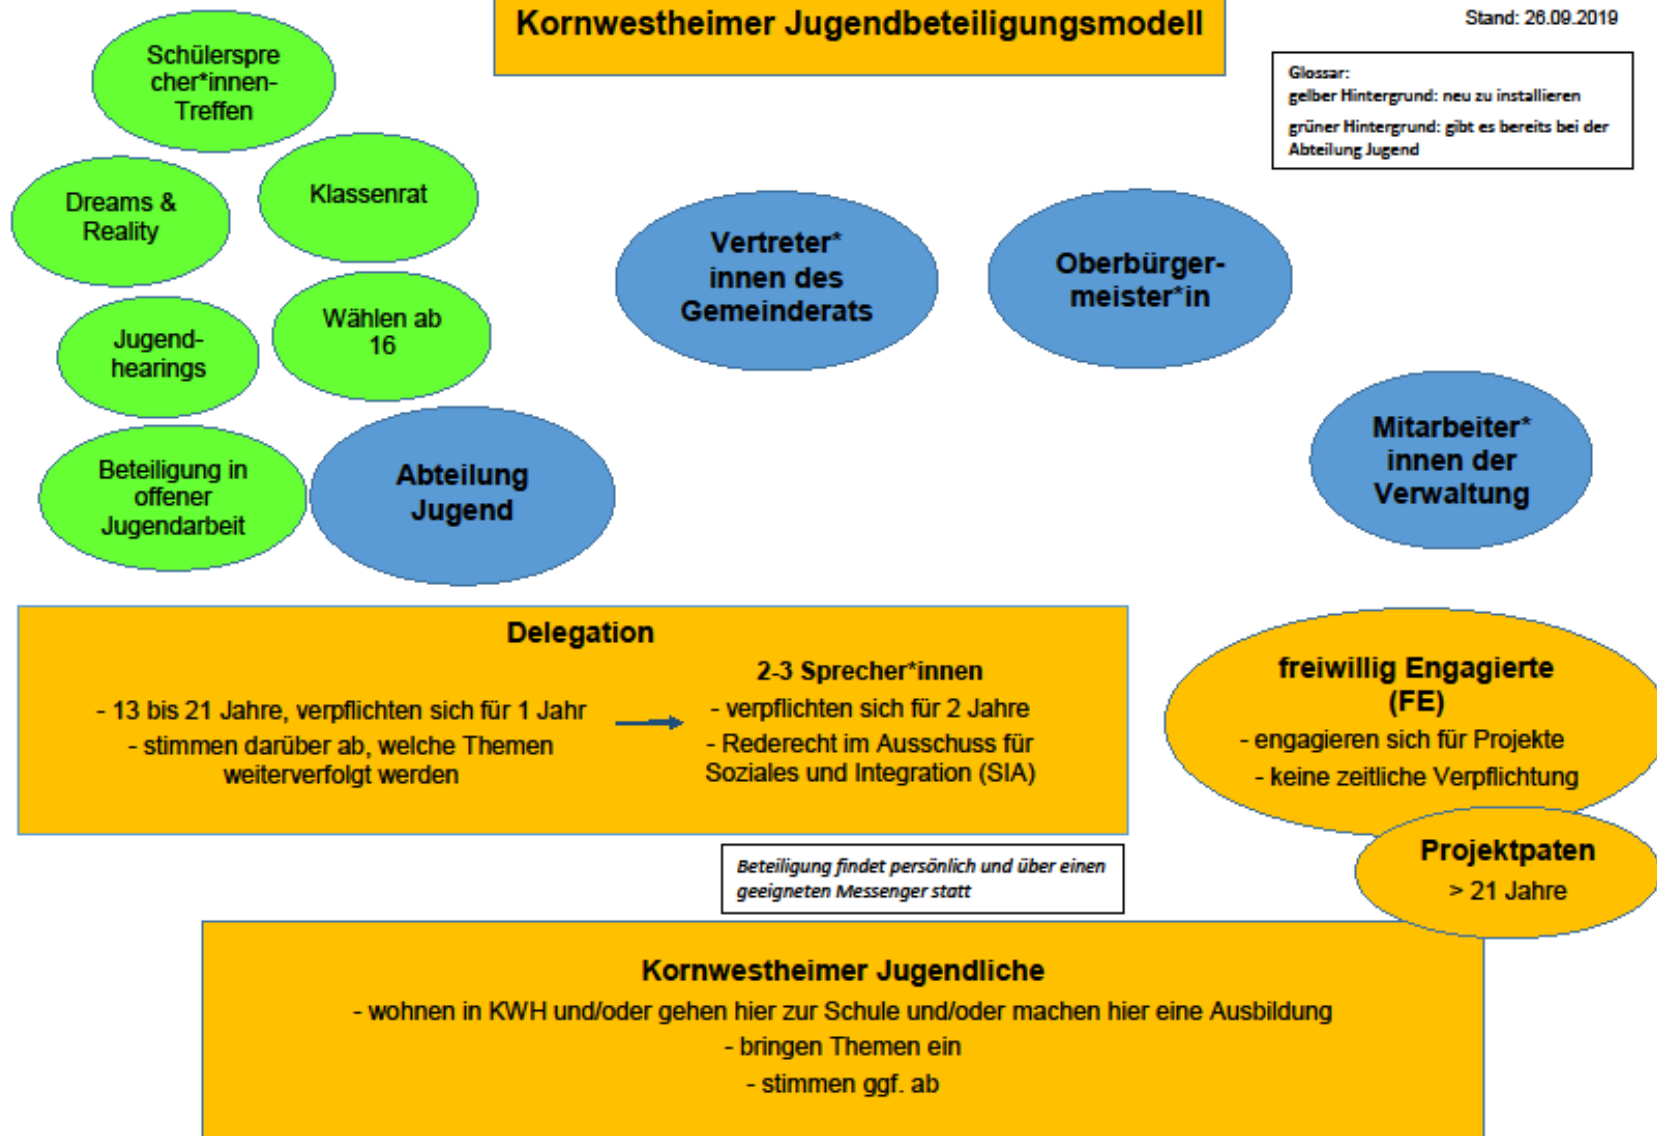 Kornwestheimer Jugendbeteiligungsmodell
Stand: 26.09.2019
Glossar:
gelber Hintergrund: neu zu installieren
grüner Hintergrund: gibt es bereits bei der
Abteilung Jugend
Schülerspre
cher*innen-
Treffen
Klassenrat
Dreams &
Reality
Wählen ab
16
Jugend-
hearings
Beteiligung in
offener
Jugendarbeit
Abteilung
Jugend
Vertreter*
innen des
Gemeinderats
Oberbürger-
meister*in
Mitarbeiter*
innen der
Verwaltung
Delegation
- 13 bis 21 Jahre, verpflichten sich für 1 Jahr
- stimmen darüber ab, welche Themen
weiterverfolgt werden
2-3 Sprecher*innen
- verpflichten sich für 2 Jahre
- Rederecht im Ausschuss für
Soziales und Integration (SIA)
freiwillig Engagierte
(FE)
- engagieren sich für Projekte
- keine zeitliche Verpflichtung
Projektpaten
> 21 Jahre
Beteiligung findet persönlich und über einen
geeigneten Messenger statt
Kornwestheimer Jugendliche
- wohnen in KWH und/oder gehen hier zur Schule und/oder machen hier eine Ausbildung
- bringen Themen ein
- stimmen ggf. ab